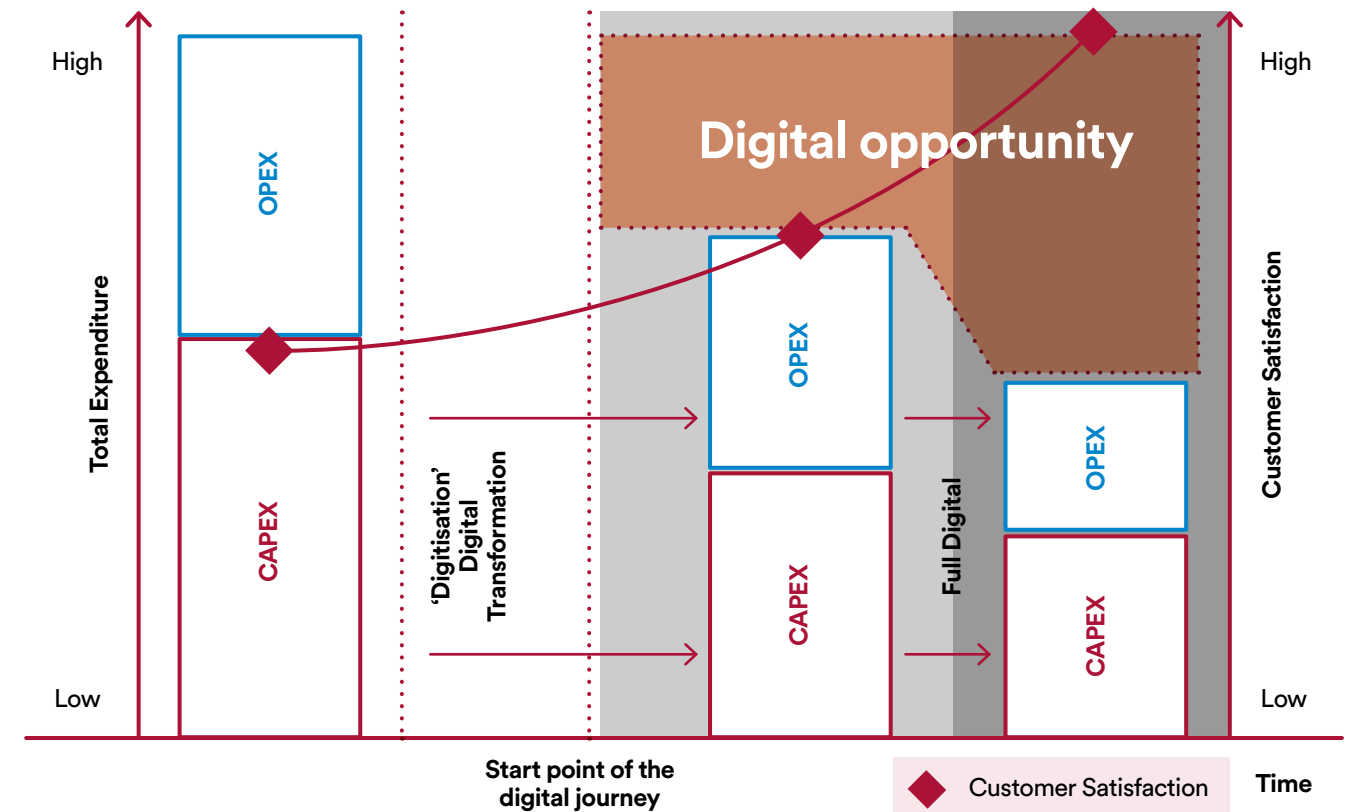 High
Total Expenditure
Low
OPEX
CAPEX
‘Digitisation’
Digital
Transformation
Start point of the
digital journey
Digital opportunity
OPEX
CAPEX
Full Digital
OPEX
CAPEX
High
Customer Satisfaction
Low
Customer Satisfaction
Time